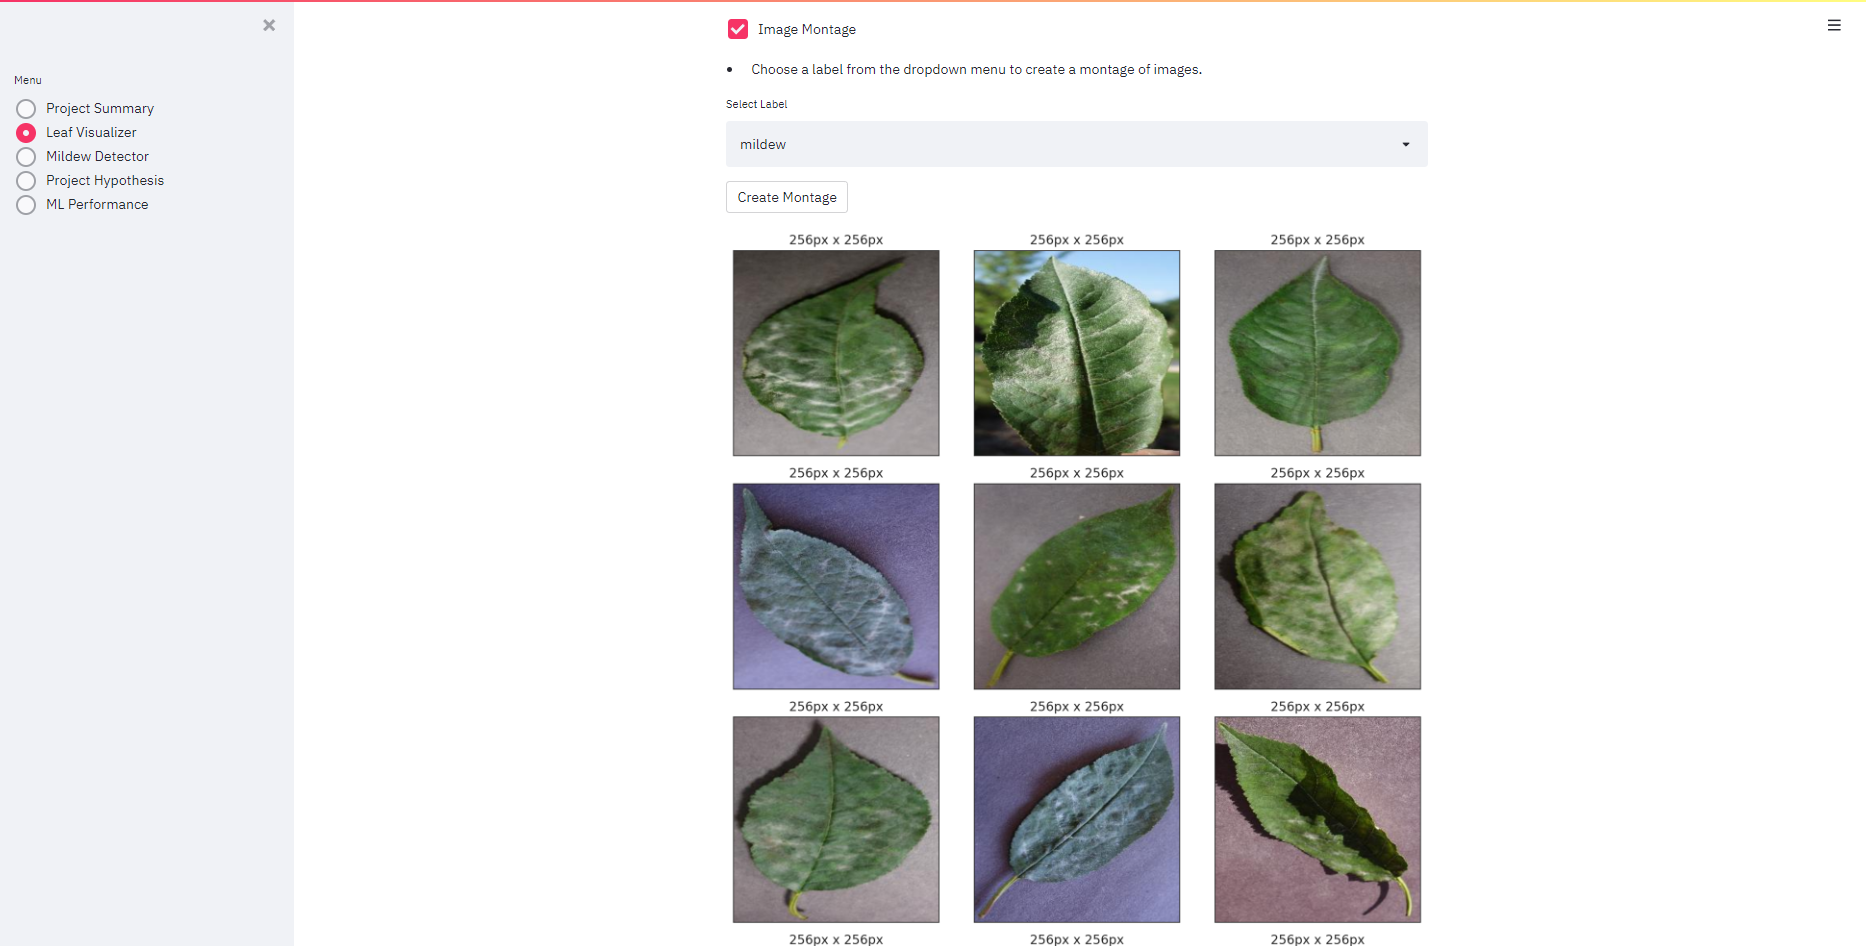 Menu
Project Summary
Leaf Visualizer
Mildew Detector
Project Hypothesis
ML Performance
Image Montage
Choose a label from the dropdown menu to create a montage of images.
Select Label
mildew
Create Montage
256px x 256px 256px x 256px 256px x 256px
256px x 256px 256px x 256px 256px x 256px
256px x 256px 256px x 256px 256px x 256px
256px x 256px 256px x 256px 256px x 256px